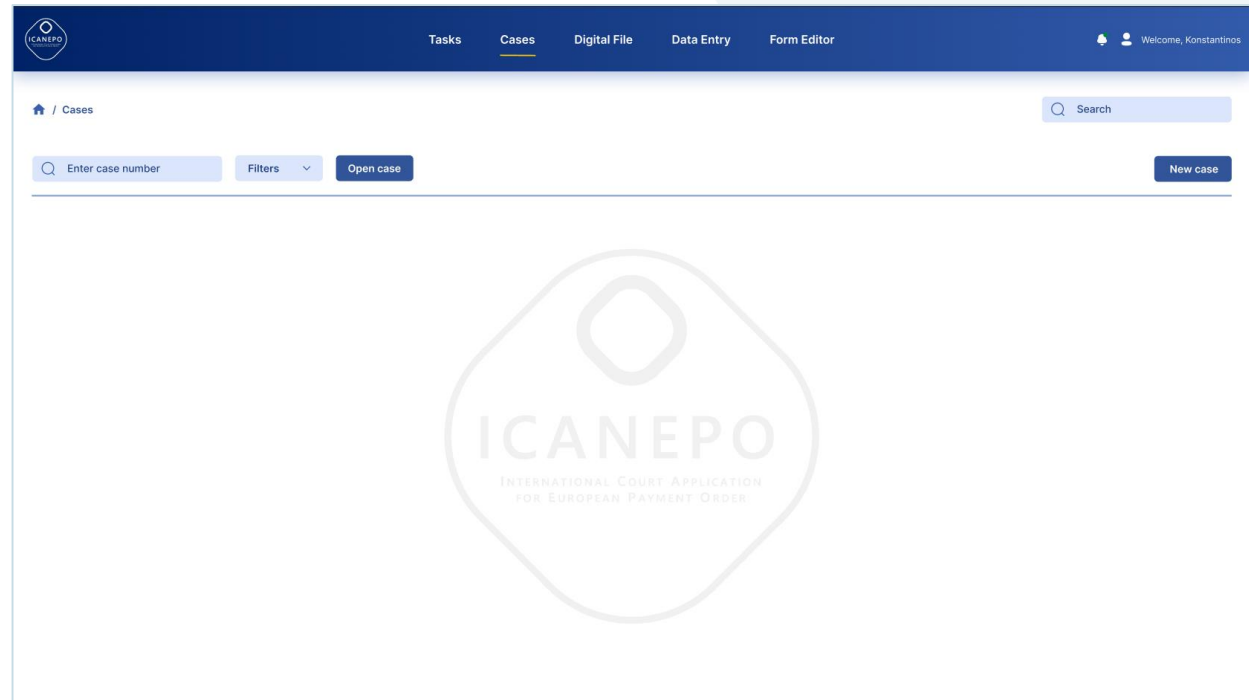 ICANEPO
Tasks Cases Digital File Data Entry Form Editor
Welcome, Konstantinos
/ Cases
Search
Enter case number Filters Open case
New case
ICANEPO
INTERNATIONAL COURT APPLICATION
FOR EUROPEAN PAYMENT ORDER